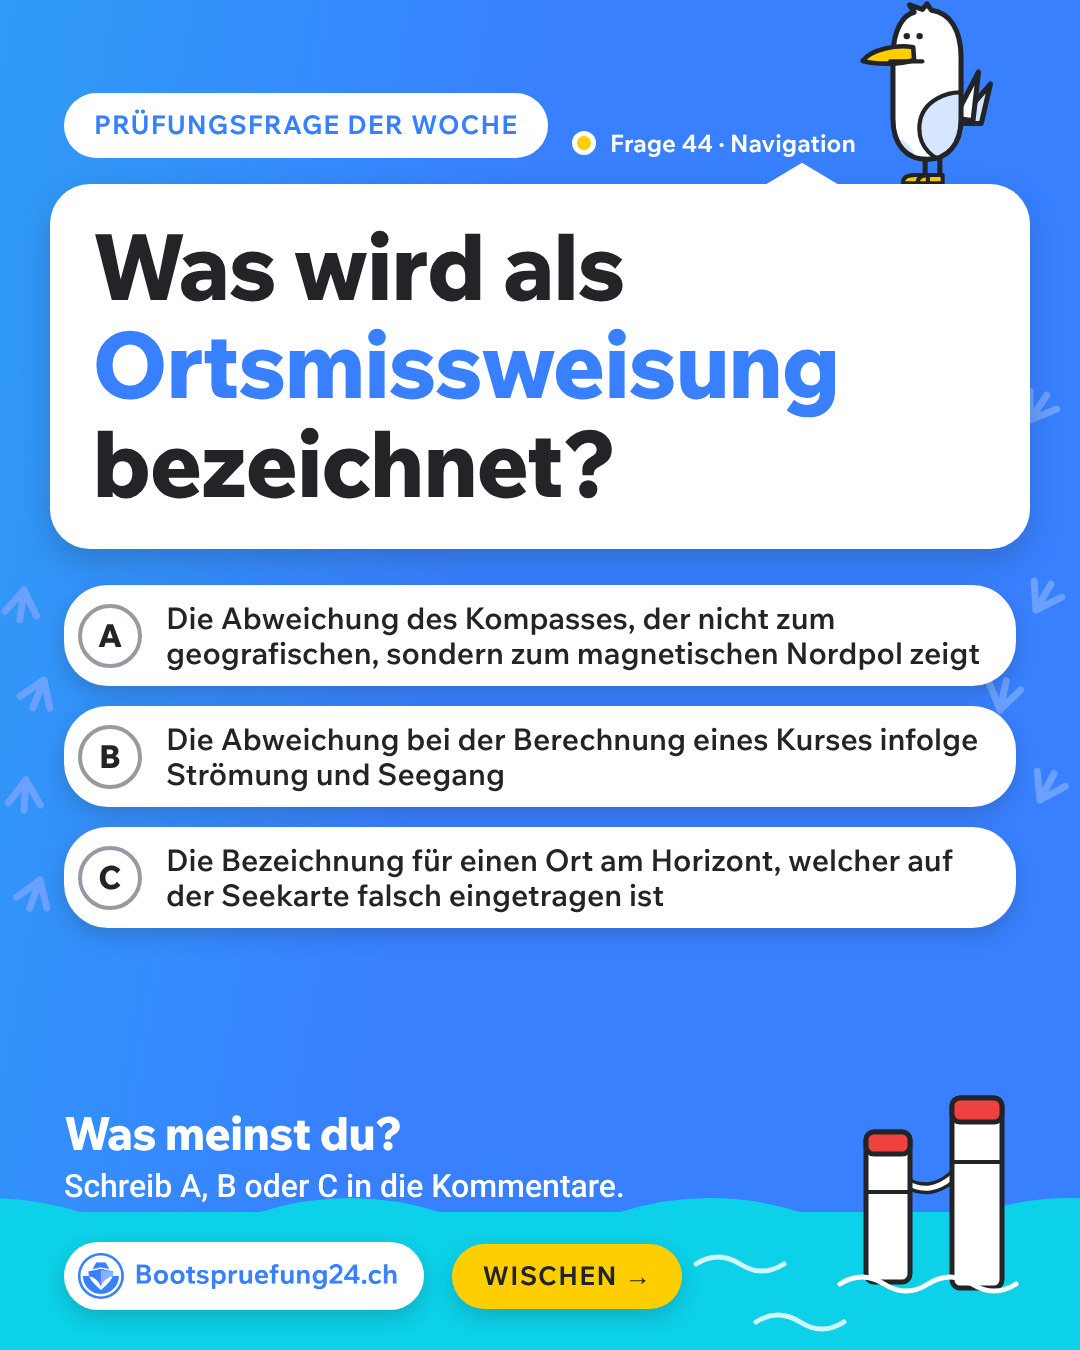 PRÜFUNGSFRAGE DER WOCHE
Frage 44 · Navigation
Was wird als
Ortsmissweisung
bezeichnet?
A
Die Abweichung des Kompasses, der nicht zum
geografischen, sondern zum magnetischen Nordpol zeigt
B
Die Abweichung bei der Berechnung eines Kurses infolge
Strömung und Seegang
C
Die Bezeichnung für einen Ort am Horizont, welcher auf
der Seekarte falsch eingetragen ist
Was meinst du?
Schreib A, B oder C in die Kommentare.
Bootspruefung24.ch
WISCHEN →